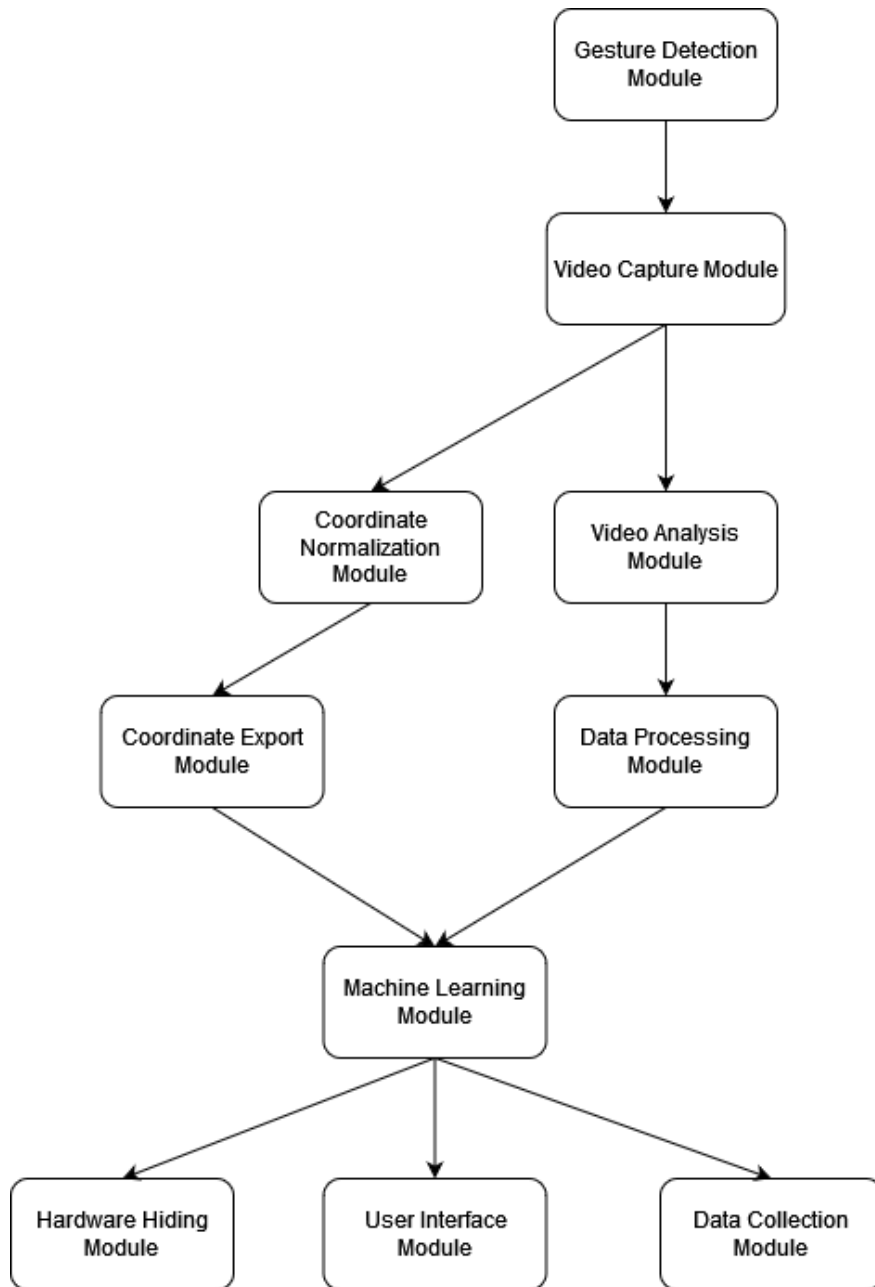 Gesture Detection
Module
Video Capture Module
Coordinate
Normalization
Module
Video Analysis
Module
Coordinate Export
Module
Data Processing
Module
Machine Learning
Module
Hardware Hiding
Module
User Interface
Module
Data Collection
Module